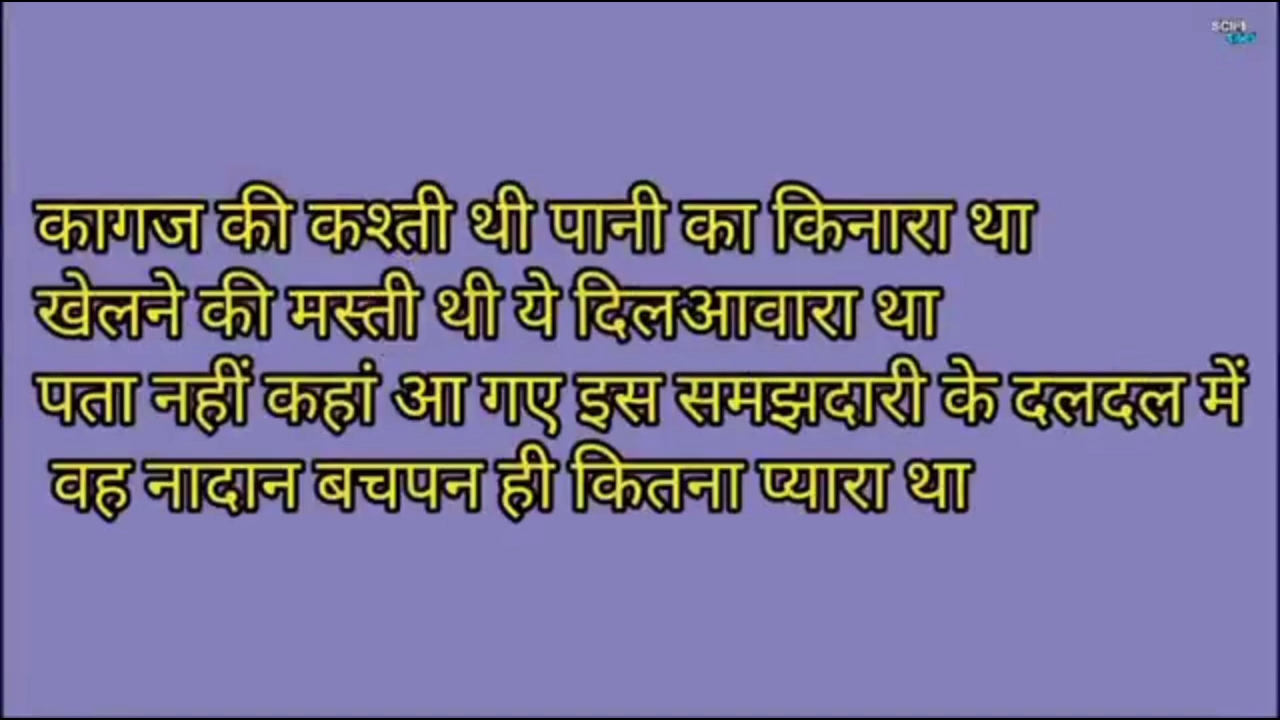 कागज की कश्ती थी पानी का किनारा था
खेलने की मस्ती थी ये दिलआवारा था
पता नहीं कहां आ गए इस समझदारी के दलदल में
वह नादान बचपन ही कितना प्यारा था